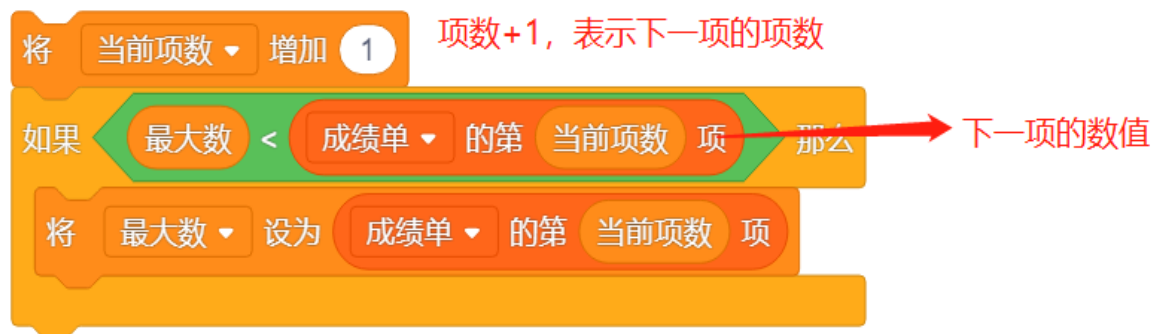 将 当前项数 增加 1 项数+1，表示下一项的项数
如果 最大数 < 成绩单 的第 当前项数 项 那么 下一项的数值
将 最大数 设为 成绩单 的第 当前项数 项